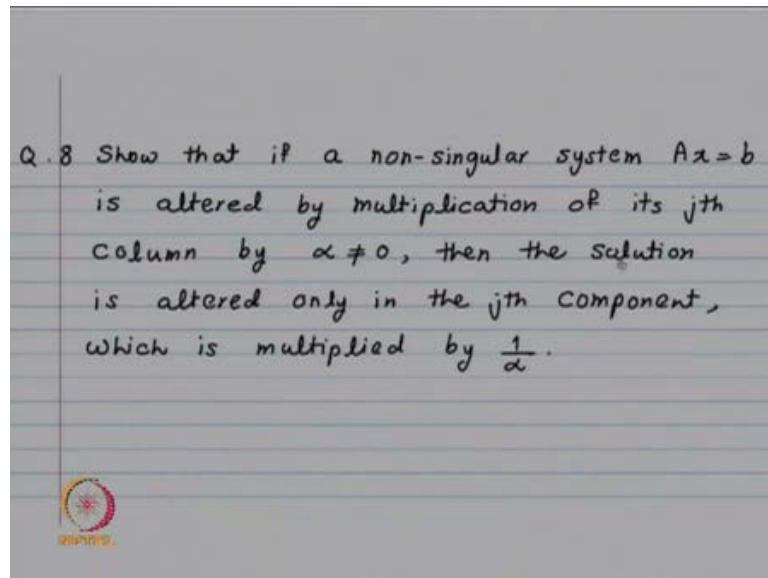 Q.8 Show that if a non-singular system Ax=b
is altered by multiplication of its jth
column by α ≠ 0, then the solution
is altered only in the jth component,
which is multiplied by 1/α.